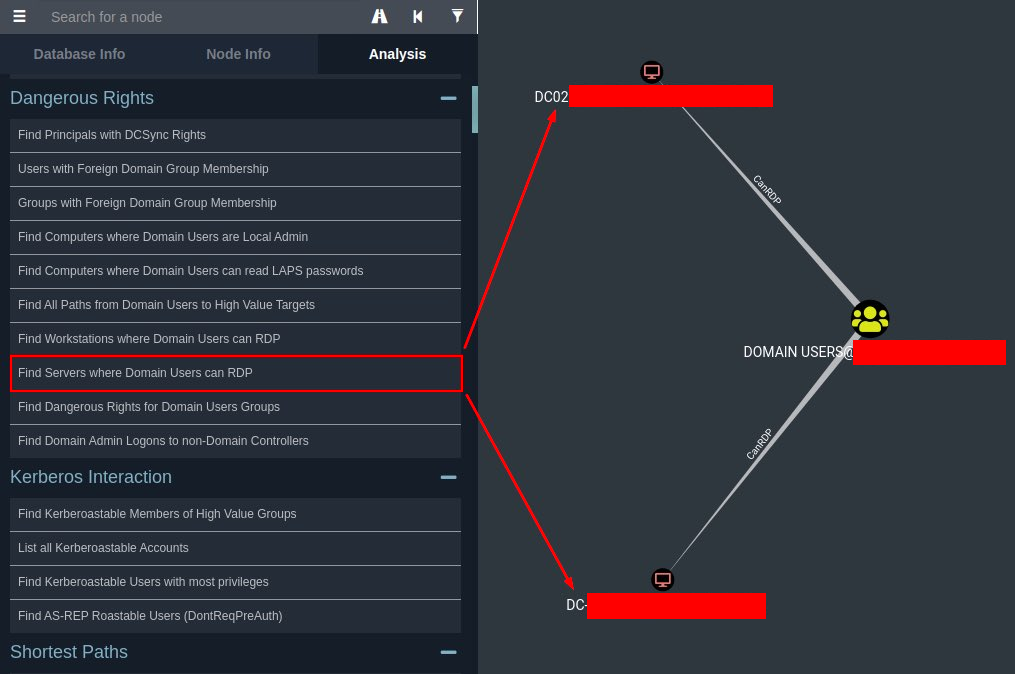 Search for a node
Database Info
Node Info
Analysis
Dangerous Rights
Find Principals with DCSync Rights
Users with Foreign Domain Group Membership
Groups with Foreign Domain Group Membership
Find Computers where Domain Users are Local Admin
Find Computers where Domain Users can read LAPS passwords
Find All Paths from Domain Users to High Value Targets
Find Workstations where Domain Users can RDP
Find Servers where Domain Users can RDP
Find Dangerous Rights for Domain Users Groups
Find Domain Admin Logons to non-Domain Controllers
Kerberos Interaction
Find Kerberoastable Members of High Value Groups
List all Kerberoastable Accounts
Find Kerberoastable Users with most privileges
Find AS-REP Roastable Users (DontReqPreAuth)
Shortest Paths
DC02
CanRDP
DOMAIN USERS@
CanRDP
DC-